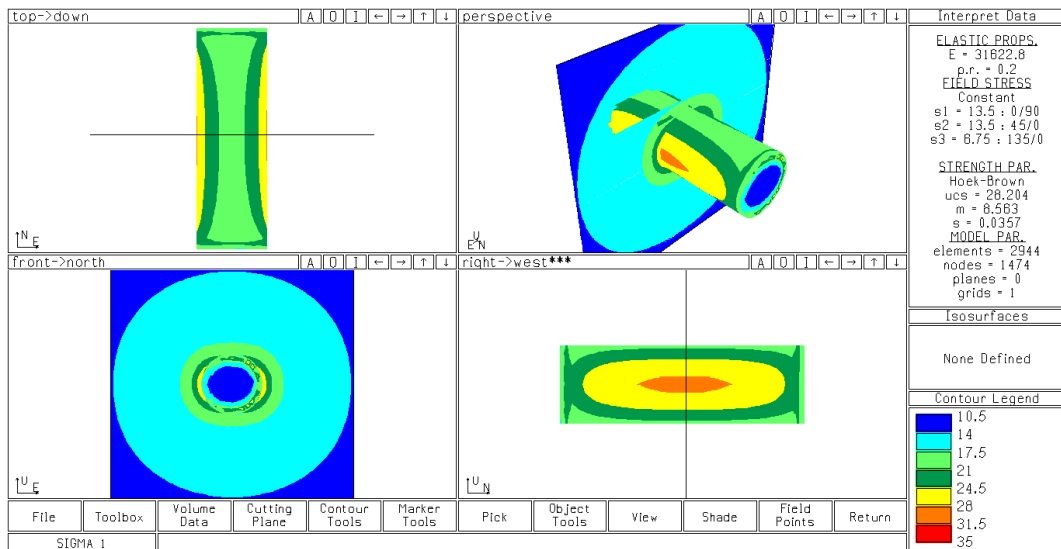 top->down
A O I ← → ↑ ↓
perspective
A O I ← → ↑ ↓
Interpret Data
N E
U
E N
ELASTIC PROPS.
E = 31622.8
p.r. = 0.2
FIELD STRESS
Constant
s1 = 13.5 : 0/90
s2 = 13.5 : 45/0
s3 = 6.75 : 135/0
STRENGTH PAR.
Hoek-Brown
ucs = 28.204
m = 8.563
s = 0.0357
MODEL PAR.
elements = 2944
nodes = 1474
planes = 0
grids = 1
front->north
A O I ← → ↑ ↓
right->west***
A O I ← → ↑ ↓
U E
U N
Isosurfaces
None Defined
Contour Legend
10.5
14
17.5
21
24.5
28
31.5
35
File
Toolbox
Volume
Data
Cutting
Plane
Contour
Tools
Marker
Tools
Pick
Object
Tools
View
Shade
Field
Points
Return
SIGMA 1